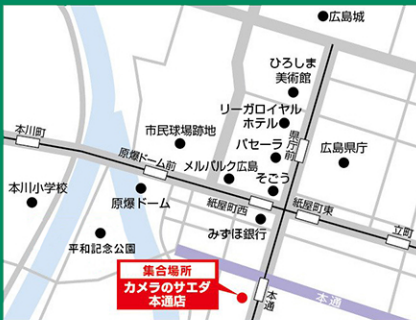 広島城
ひろしま
美術館
リーガロイヤル
ホテル
県庁前
本川町
市民球場跡地
パセーラ
広島県庁
原爆ドーム前
メルパルク広島
そごう
本川小学校
原爆ドーム
紙屋町西
紙屋町東
立町
平和記念公園
みずほ銀行
集合場所
カメラのサエダ
本通店
本通
本通